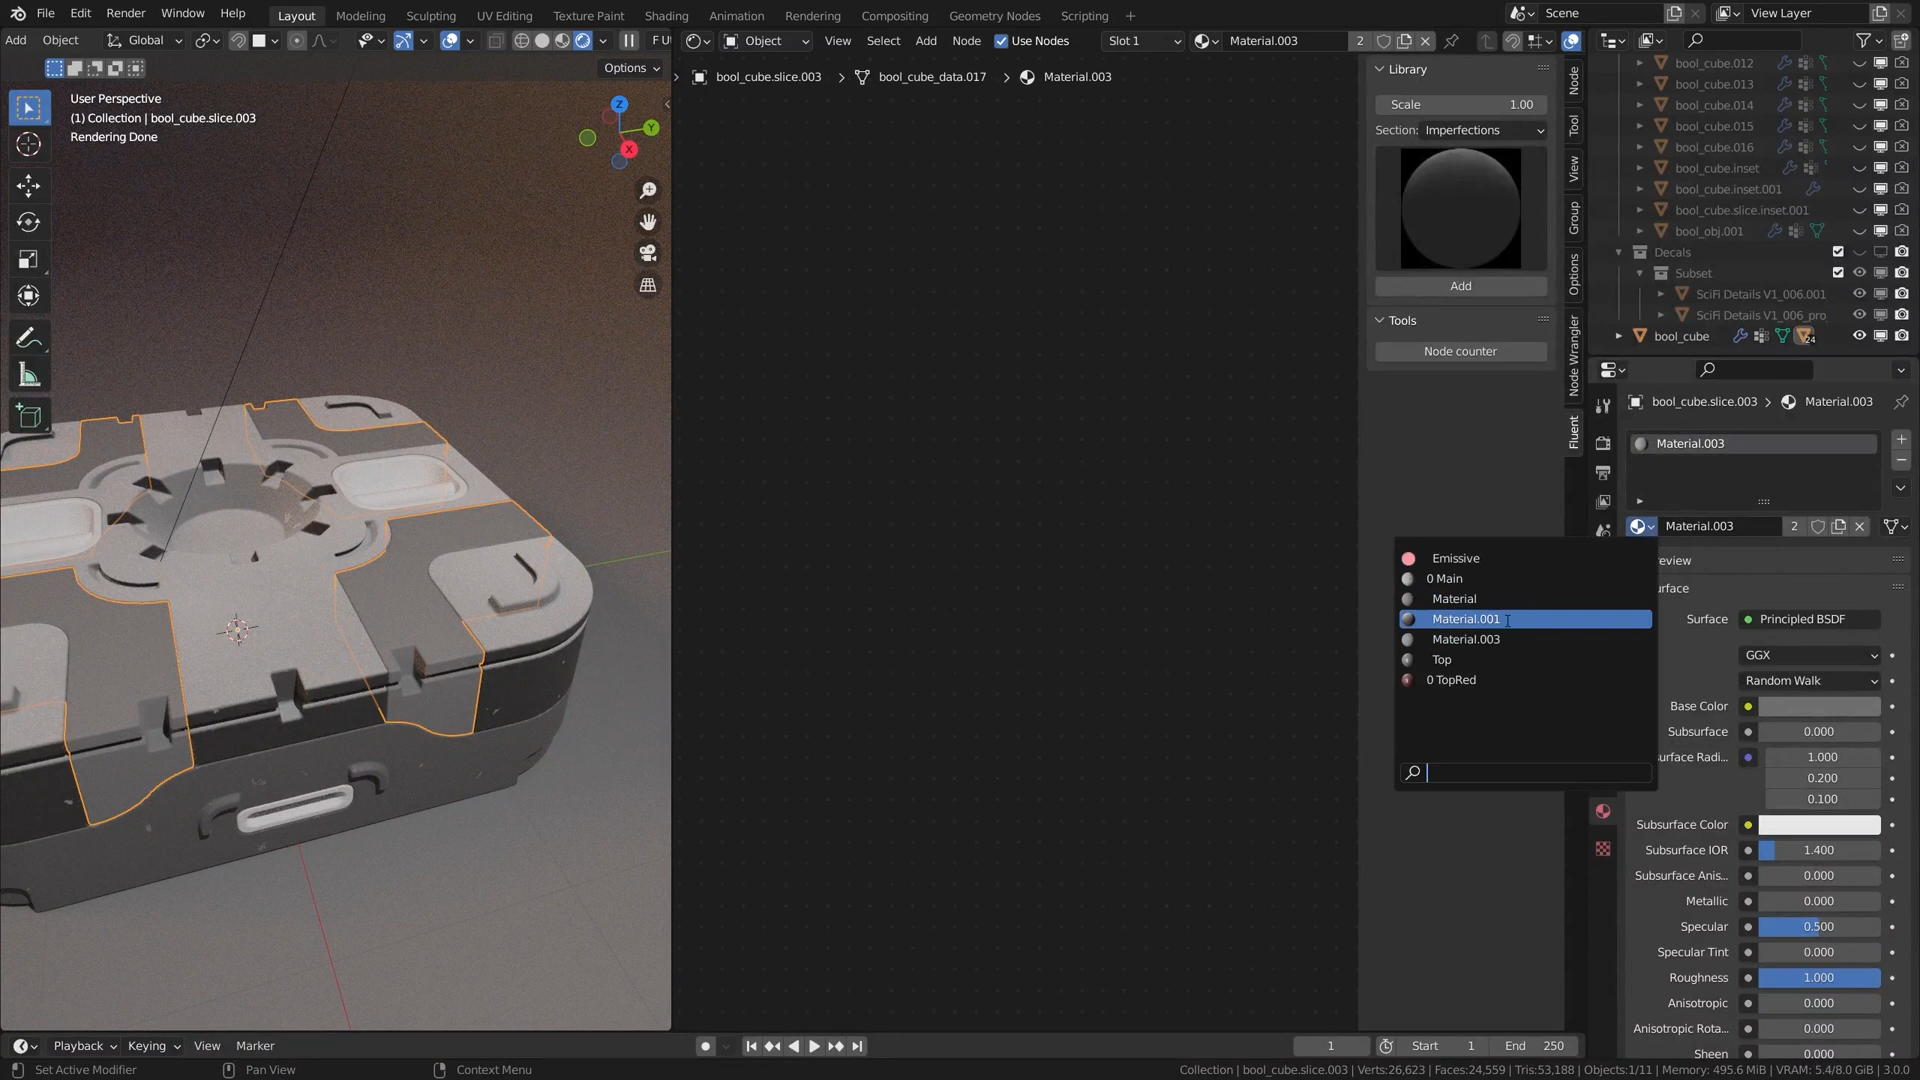 File Edit Render Window Help Layout Modeling Sculpting UV Editing Texture Paint Shading Animation Rendering Compositing Geometry Nodes Scripting + Scene View Layer
Add Object Global F Ut Object View Select Add Node Use Nodes Slot 1 Material.003 2
Options
bool_cube.slice.003 > bool_cube_data.017 > Material.003
User Perspective
(1) Collection | bool_cube.slice.003
Rendering Done
Z
Y
X
Library
Scale 1.00
Section: Imperfections
Add
Tools
Node counter
Node
Tool
View
Group
Options
Node Wrangler
Fluent
bool_cube.012
bool_cube.013
bool_cube.014
bool_cube.015
bool_cube.016
bool_cube.inset
bool_cube.inset.001
bool_cube.slice.inset.001
bool_obj.001
Decals
Subset
SciFi Details V1_006.001
SciFi Details V1_006_pro
bool_cube 24
bool_cube.slice.003 > Material.003
Material.003
Material.003 2
Emissive
0 Main
Material
Material.001
Material.003
Top
0 TopRed
review
urface
Surface Principled BSDF
GGX
Random Walk
Base Color
Subsurface 0.000
surface Radi... 1.000
0.200
0.100
Subsurface Color
Subsurface IOR 1.400
Subsurface Anis... 0.000
Metallic 0.000
Specular 0.500
Specular Tint 0.000
Roughness 1.000
Anisotropic 0.000
Anisotropic Rota... 0.000
Sheen 0.000
Playback Keying View Marker 1 Start 1 End 250
Set Active Modifier Pan View Context Menu Collection | bool_cube.slice.003 | Verts:26,623 | Faces:24,559 | Tris:53,188 | Objects:1/11 | Memory: 495.6 MiB | VRAM: 5.4/8.0 GiB | 3.0.0